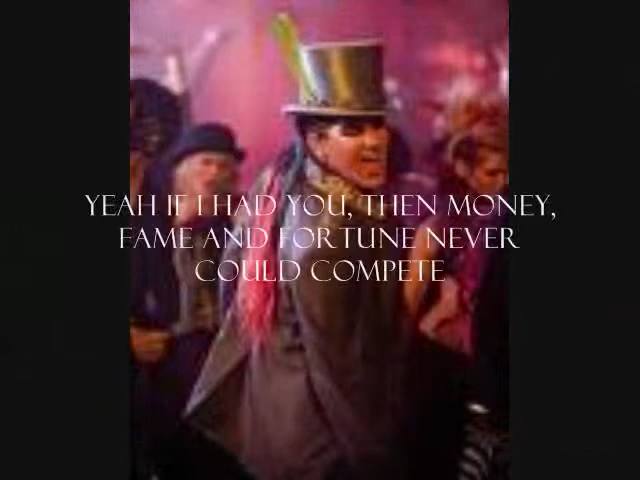 YEAH IF I HAD YOU, THEN MONEY,
FAME AND FORTUNE NEVER
COULD COMPETE